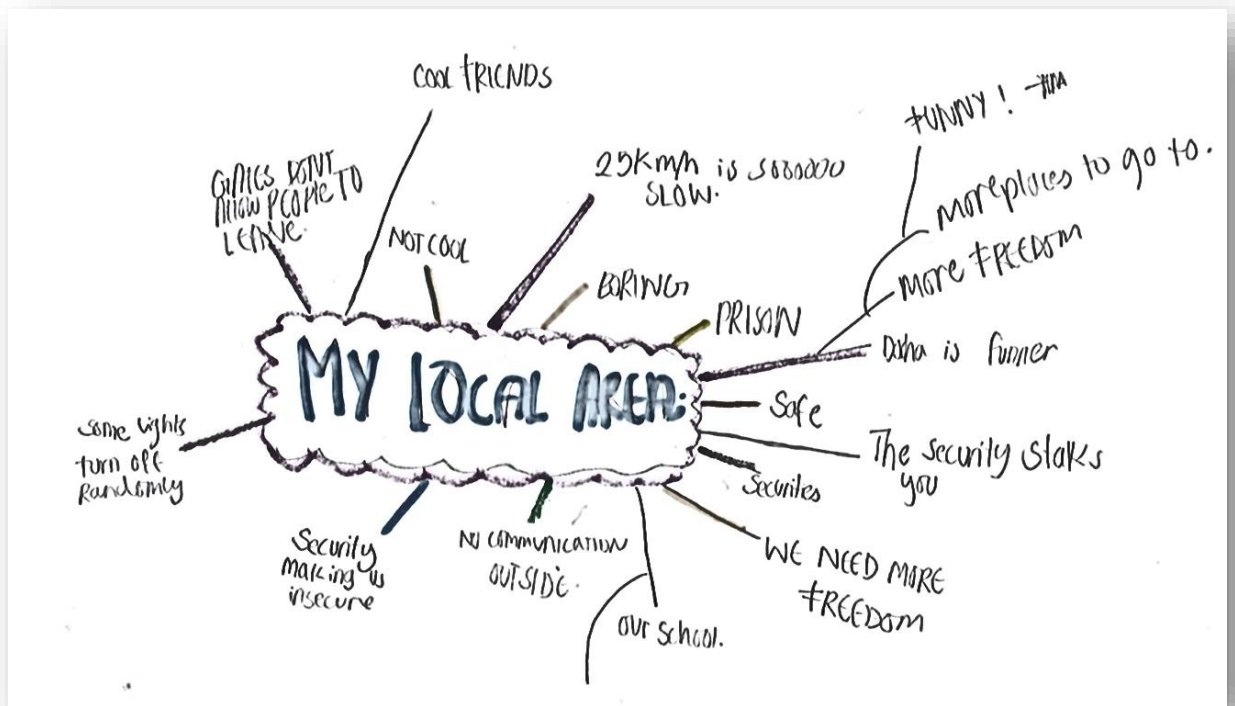 COOL FRIENDS
FUNNY!
more places to go to.
25Km/h is SOOOOOO
SLOW.
ALLOW PEOPLE TO
LEAVE.
NOT COOL
MORE FREEDOM
BORING
PRISON
Doha is funner
MY LOCAL AREA:
Safe
some lights
turn off
Randomly
The security stalks
you
Securites
Security
making us
insecure
NO COMMUNICATION
OUTSIDE.
WE NEED MORE
FREEDOM
OUR SCHOOL.